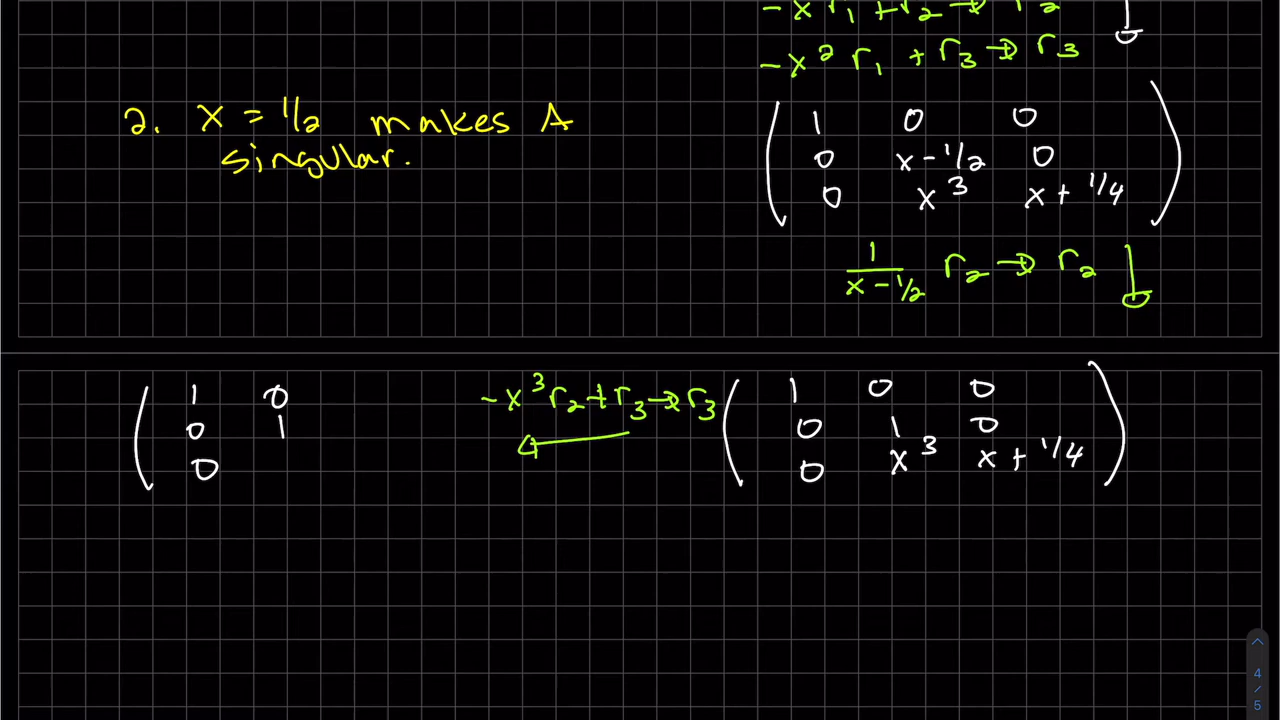 -x r₁ + r₂ → r₂
-x² r₁ + r₃ → r₃
2. x = 1/2 makes A
singular.
1 0 0
0 x - 1/2 0
0 x³ x + 1/4
1/(x - 1/2) r₂ → r₂
1 0
0 1
0
-x³ r₂ + r₃ → r₃
1 0 0
0 1 0
0 x³ x + 1/4
4
/
5